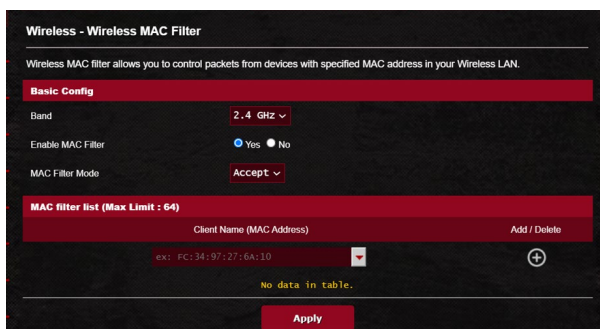 Wireless - Wireless MAC Filter
Wireless MAC filter allows you to control packets from devices with specified MAC address in your Wireless LAN.
Basic Config
Band 2.4 GHz
Enable MAC Filter Yes No
MAC Filter Mode Accept
MAC filter list (Max Limit : 64)
Client Name (MAC Address) Add / Delete
ex: FC:34:97:27:6A:10
No data in table.
Apply